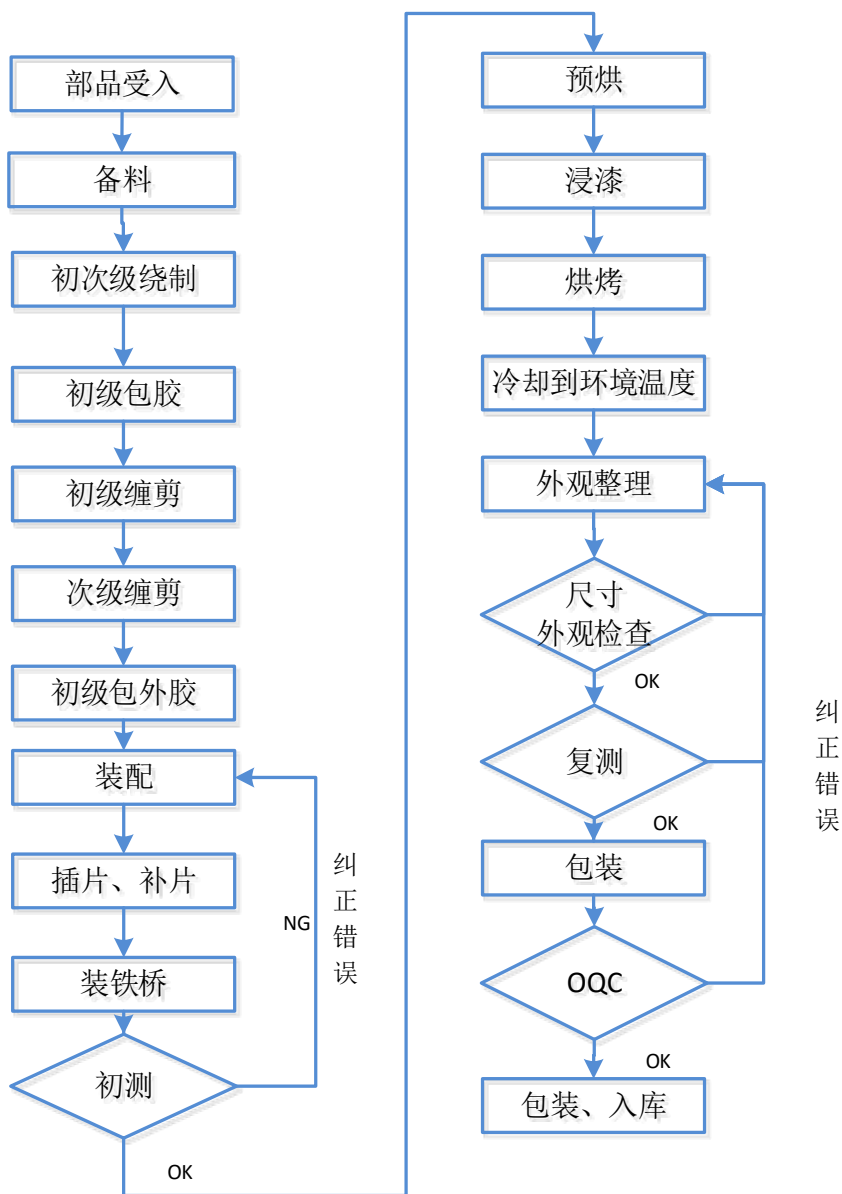 部品受入
备料
初次级绕制
初级包胶
初级缠剪
次级缠剪
初级包外胶
装配
插片、补片
装铁桥
初测
NG
纠
正
错
误
OK
预烘
浸漆
烘烤
冷却到环境温度
外观整理
尺寸
外观检查
OK
复测
OK
包装
OQC
OK
包装、入库
纠
正
错
误